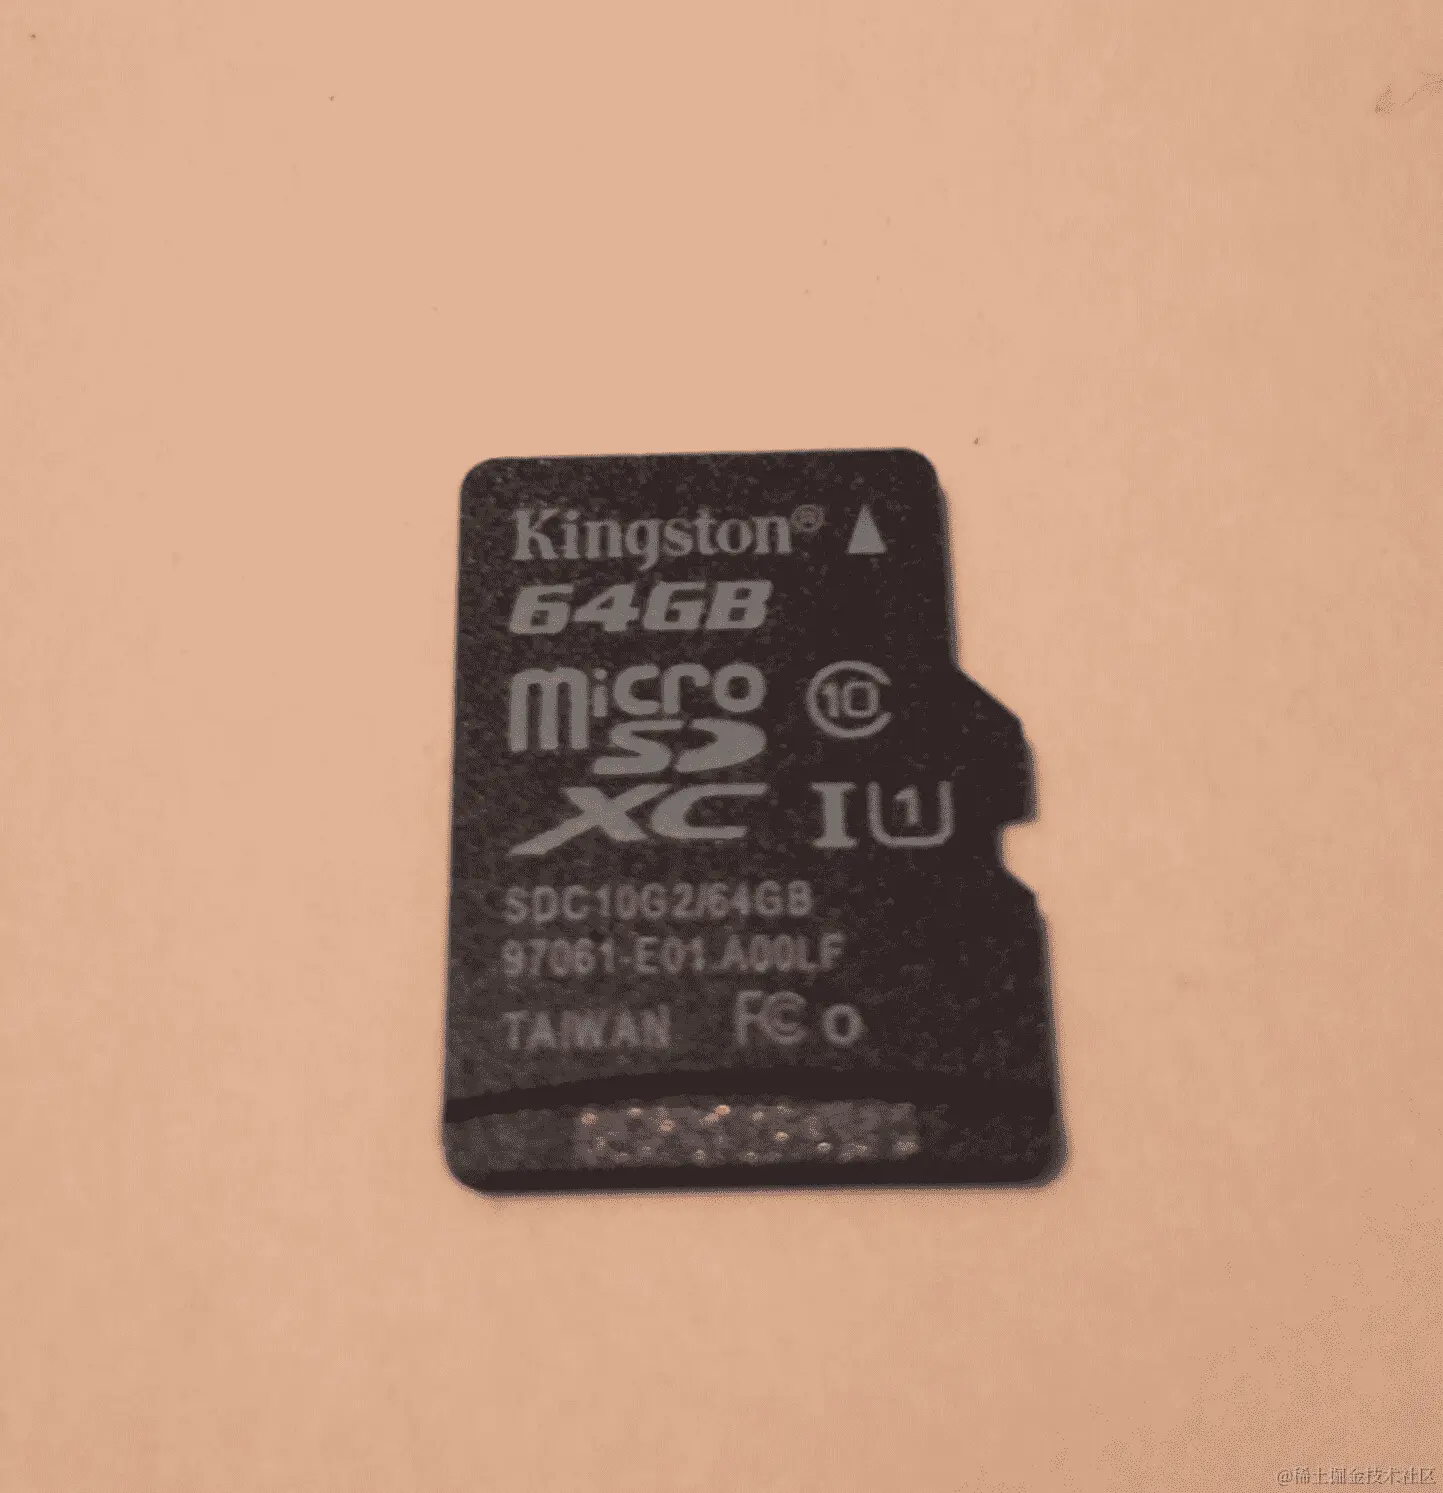 Kingston® ▲
64GB
micro 10
SD
XC I 1
SDC10G2/64GB
97061-E01.A00LF
TAIWAN FC O
@稀土掘金技术社区